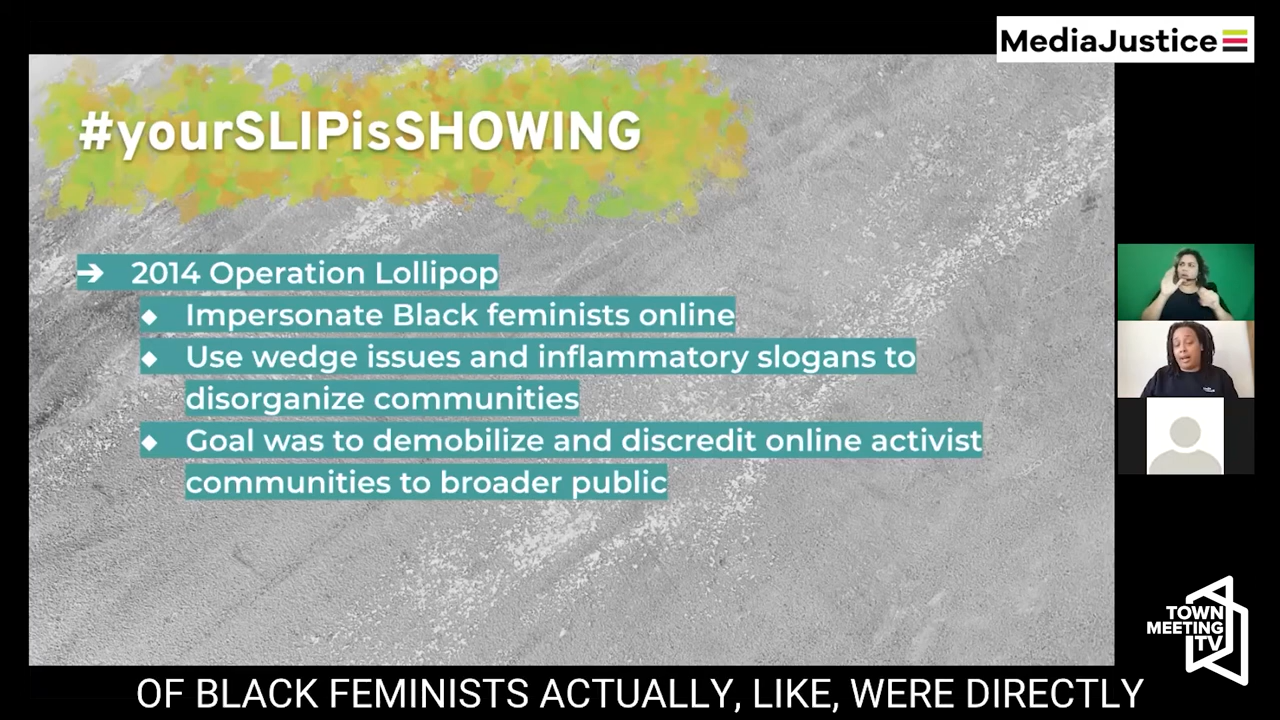 MediaJustice
#yourSLIPisSHOWING
➔ 2014 Operation Lollipop
◆ Impersonate Black feminists online
◆ Use wedge issues and inflammatory slogans to
disorganize communities
◆ Goal was to demobilize and discredit online activist
communities to broader public
TOWN
MEETING
TV
OF BLACK FEMINISTS ACTUALLY, LIKE, WERE DIRECTLY